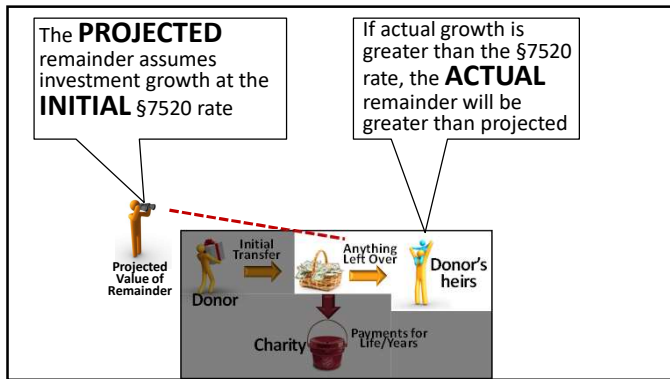 The PROJECTED
remainder assumes
investment growth at the
INITIAL §7520 rate
If actual growth is
greater than the §7520
rate, the ACTUAL
remainder will be
greater than projected
Projected
Value of
Remainder
Initial
Transfer
Donor
Anything
Left Over
Donor's
heirs
Charity
Payments for
Life/Years